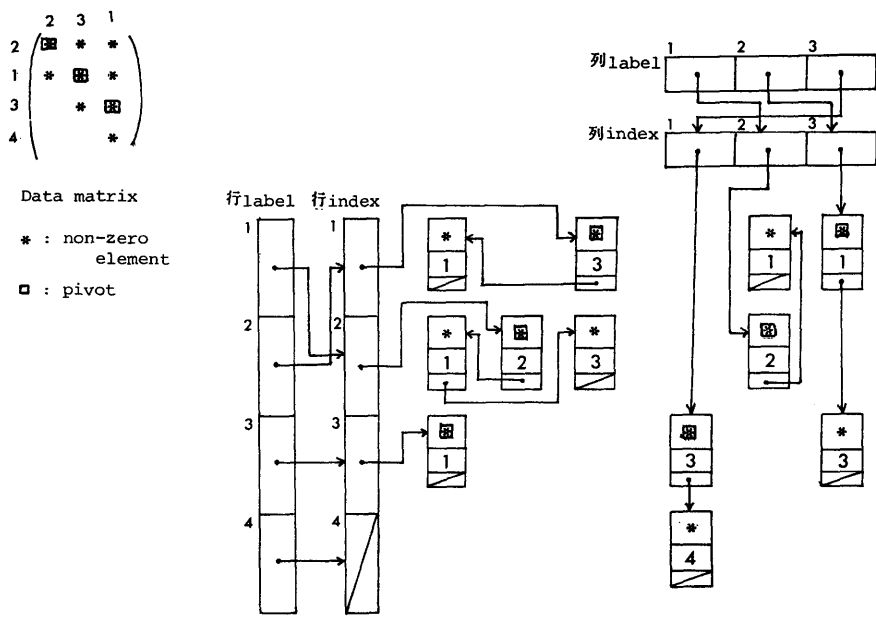 2 3 1
2 * * *
1 * * *
3 * *
4 *
Data matrix
* : non-zero
element
: pivot
行label 行index
1 1
2 2
3 3
4 4
* *
1 3
* * *
1 2 3
*
1
列label 1 2 3
列index 1 2 3
* *
1 1
*
2
* *
3 3
*
4